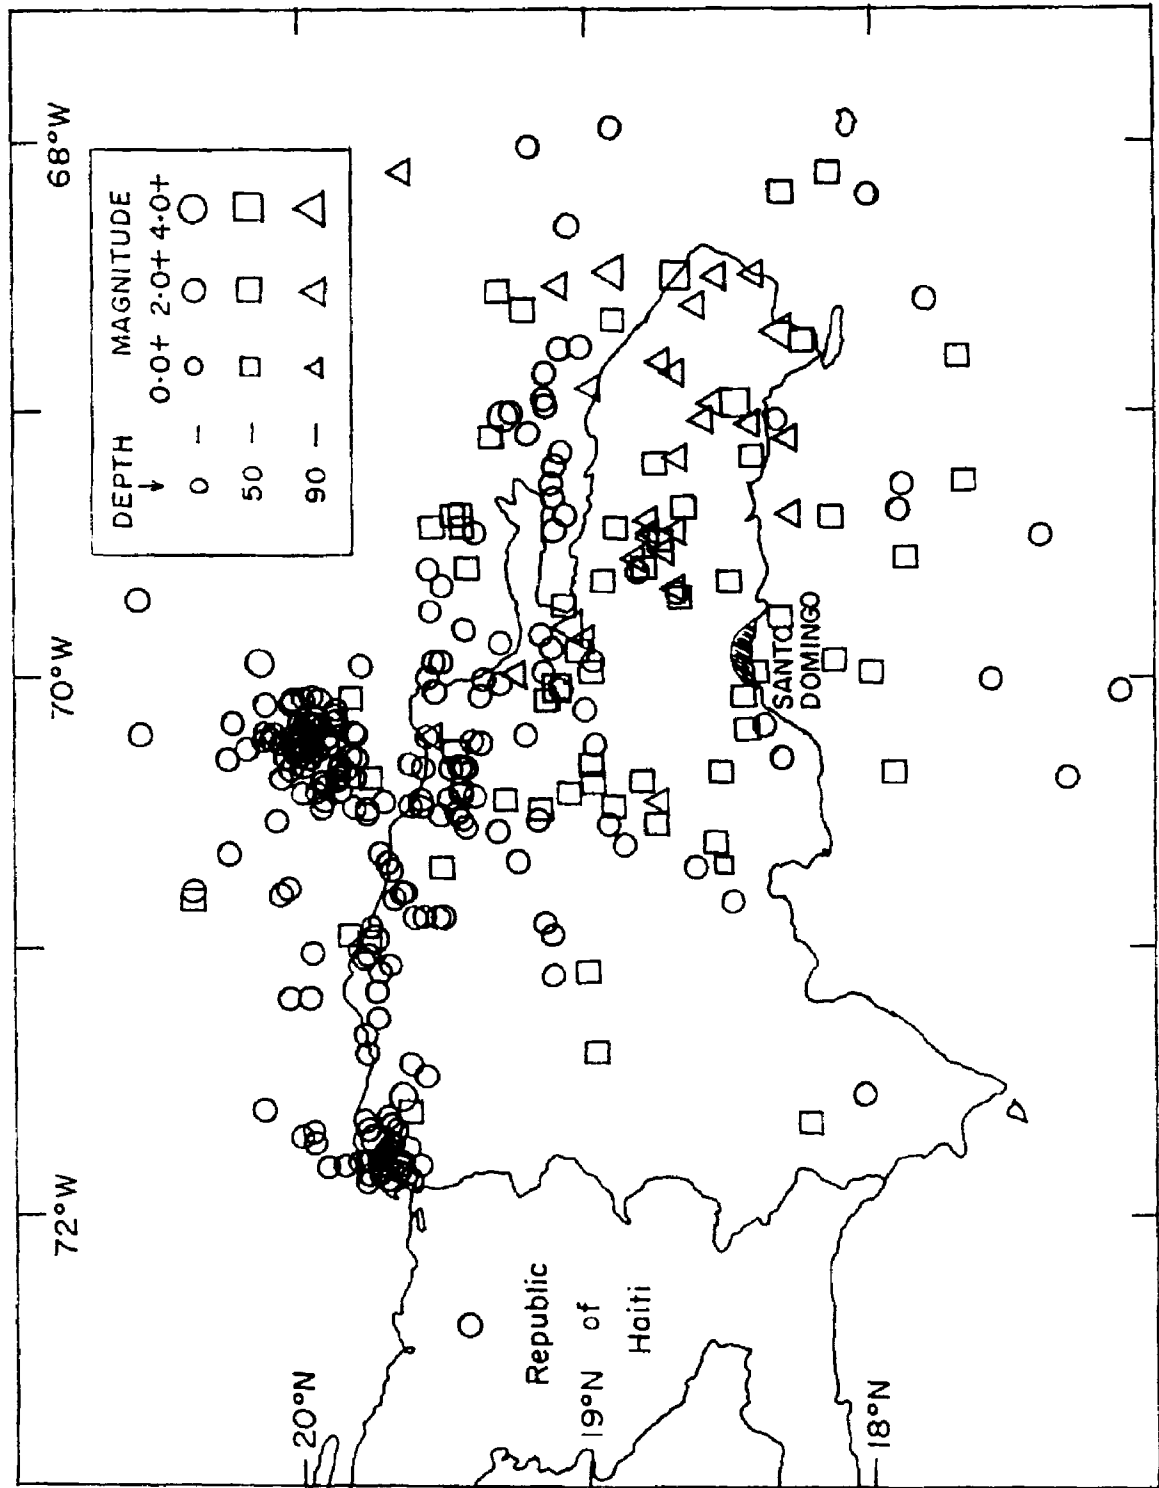 DEPTH MAGNITUDE
↓ 0·0+ 2·0+ 4·0+
0 –
50 –
90 –
72°W
70°W
68°W
20°N
19°N
18°N
Republic
of
Haiti
SANTO
DOMINGO